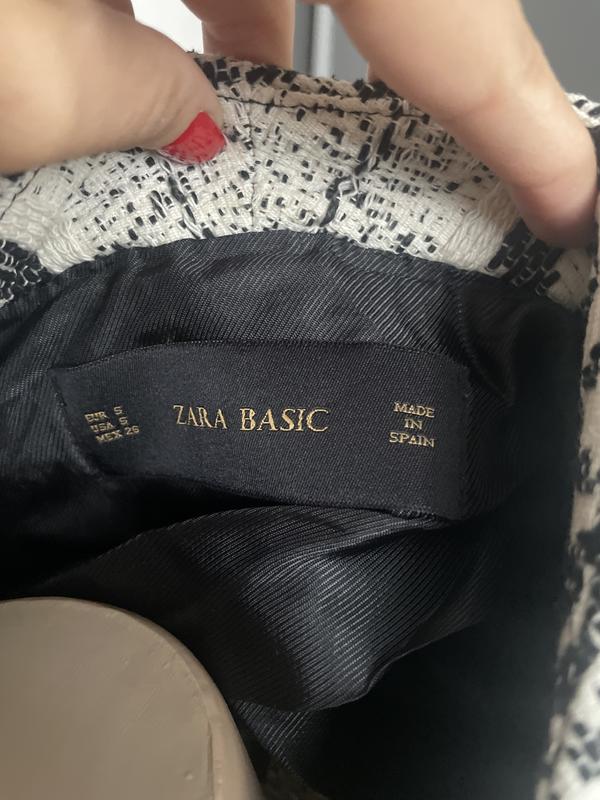 EUR S
USA S
MEX 26
ZARA BASIC
MADE
IN
SPAIN